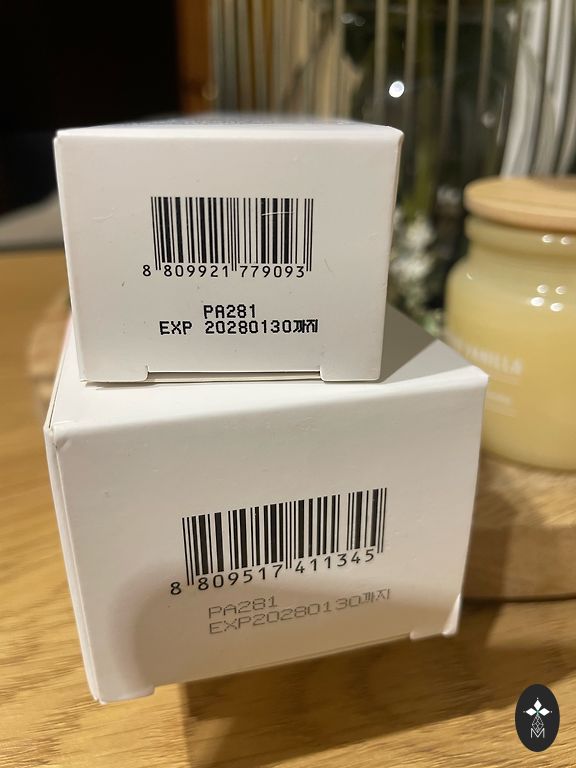 8 809921 779093
PA281
EXP 20280130까지
8 809517 411345
PA281
EXP20280130까지
VANILLA
M